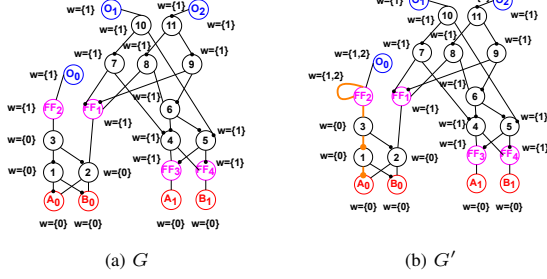 O₁ O₂
w={1} w={1}
10 11
w={1} w={1} O₀ w={1} 7 8 9 w={1}
w={1} FF₂ FF₁ w={1} w={1} 6
w={0} 3 w={1} 4 5 w={1}
w={0} 1 2 w={0} w={1} FF₃ FF₄ w={1}
A₀ B₀ A₁ B₁
w={0} w={0} w={0} w={0}
(a) G
O₁ O₂
w={1} w={1}
10 11
w={1,2} w={1} O₀ w={1} 7 8 9 w={1}
w={1,2} FF₂ FF₁ w={1} w={1} 6
w={0} 3 w={1} 4 5 w={1}
w={0} 1 2 w={0} w={1} FF₃ FF₄ w={1}
A₀ B₀ A₁ B₁
w={0} w={0} w={0} w={0}
(b) G′